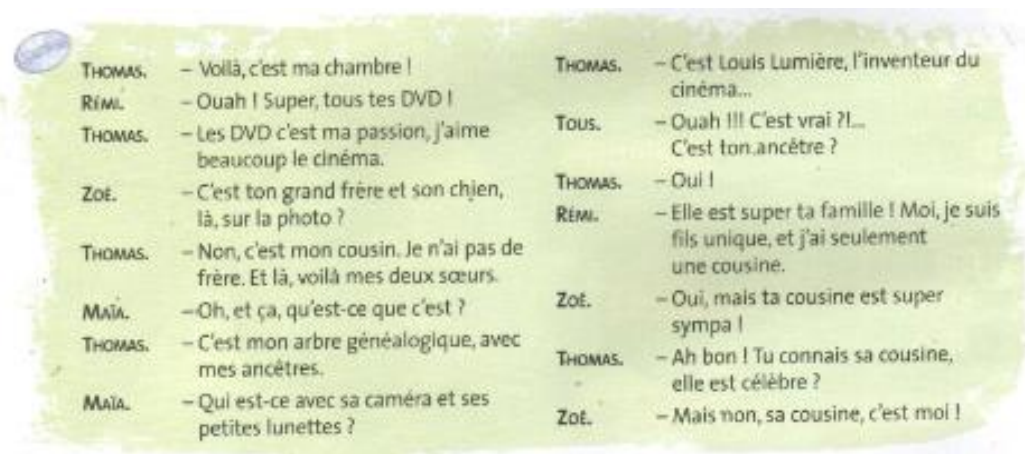 THOMAS. – Voilà, c'est ma chambre !
RÉMI. – Ouah ! Super, tous tes DVD !
THOMAS. – Les DVD c'est ma passion, j'aime
beaucoup le cinéma.
ZOÉ. – C'est ton grand frère et son chien,
là, sur la photo ?
THOMAS. – Non, c'est mon cousin. Je n'ai pas de
frère. Et là, voilà mes deux sœurs.
MAÏA. – Oh, et ça, qu'est-ce que c'est ?
THOMAS. – C'est mon arbre généalogique, avec
mes ancêtres.
MAÏA. – Qui est-ce avec sa caméra et ses
petites lunettes ?
THOMAS. – C'est Louis Lumière, l'inventeur du
cinéma...
TOUS. – Ouah !!! C'est vrai ?!...
C'est ton ancêtre ?
THOMAS. – Oui !
RÉMI. – Elle est super ta famille ! Moi, je suis
fils unique, et j'ai seulement
une cousine.
ZOÉ. – Oui, mais ta cousine est super
sympa !
THOMAS. – Ah bon ! Tu connais sa cousine,
elle est célèbre ?
ZOÉ. – Mais non, sa cousine, c'est moi !